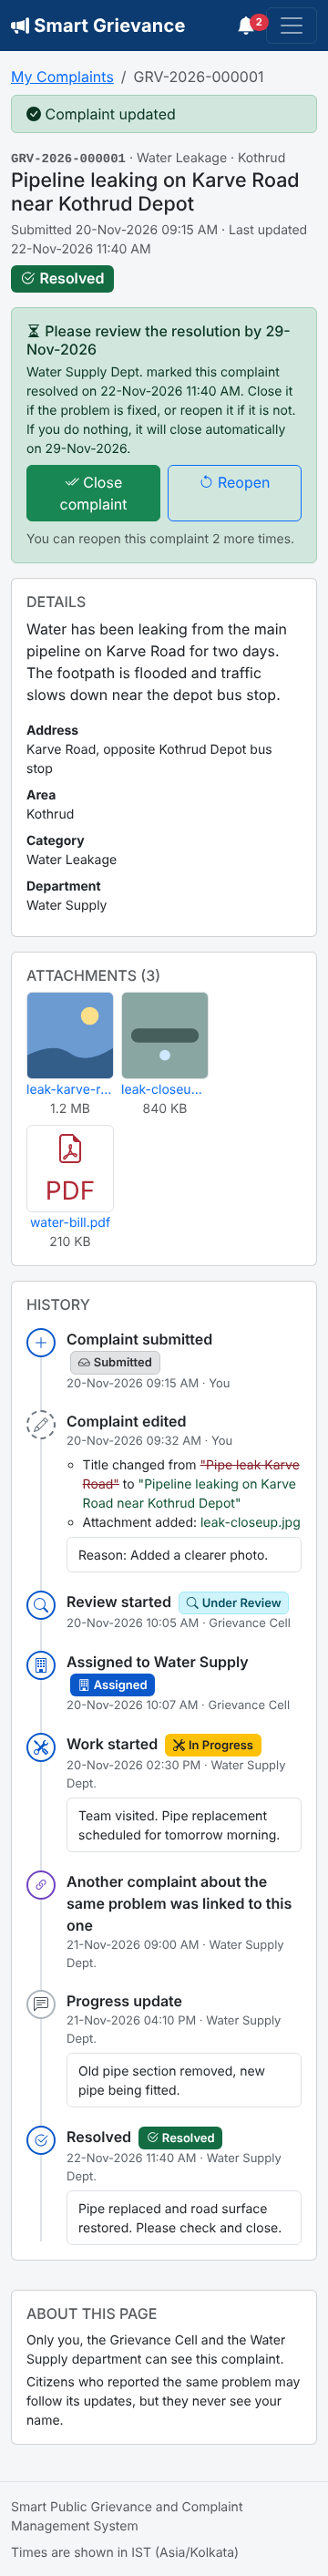 Smart Grievance
2
My Complaints / GRV-2026-000001
Complaint updated
GRV-2026-000001 · Water Leakage · Kothrud
Pipeline leaking on Karve Road
near Kothrud Depot
Submitted 20-Nov-2026 09:15 AM · Last updated
22-Nov-2026 11:40 AM
Resolved
Please review the resolution by 29-
Nov-2026
Water Supply Dept. marked this complaint
resolved on 22-Nov-2026 11:40 AM. Close it
if the problem is fixed, or reopen it if it is not.
If you do nothing, it will close automatically
on 29-Nov-2026.
Close
complaint
Reopen
You can reopen this complaint 2 more times.
DETAILS
Water has been leaking from the main
pipeline on Karve Road for two days.
The footpath is flooded and traffic
slows down near the depot bus stop.
Address
Karve Road, opposite Kothrud Depot bus
stop
Area
Kothrud
Category
Water Leakage
Department
Water Supply
ATTACHMENTS (3)
leak-karve-r...
1.2 MB
leak-closeu...
840 KB
PDF
water-bill.pdf
210 KB
HISTORY
Complaint submitted
Submitted
20-Nov-2026 09:15 AM · You
Complaint edited
20-Nov-2026 09:32 AM · You
Title changed from "Pipe leak Karve
Road" to "Pipeline leaking on Karve
Road near Kothrud Depot"
Attachment added: leak-closeup.jpg
Reason: Added a clearer photo.
Review started Under Review
20-Nov-2026 10:05 AM · Grievance Cell
Assigned to Water Supply
Assigned
20-Nov-2026 10:07 AM · Grievance Cell
Work started In Progress
20-Nov-2026 02:30 PM · Water Supply
Dept.
Team visited. Pipe replacement
scheduled for tomorrow morning.
Another complaint about the
same problem was linked to this
one
21-Nov-2026 09:00 AM · Water Supply
Dept.
Progress update
21-Nov-2026 04:10 PM · Water Supply
Dept.
Old pipe section removed, new
pipe being fitted.
Resolved Resolved
22-Nov-2026 11:40 AM · Water Supply
Dept.
Pipe replaced and road surface
restored. Please check and close.
ABOUT THIS PAGE
Only you, the Grievance Cell and the Water
Supply department can see this complaint.
Citizens who reported the same problem may
follow its updates, but they never see your
name.
Smart Public Grievance and Complaint
Management System
Times are shown in IST (Asia/Kolkata)